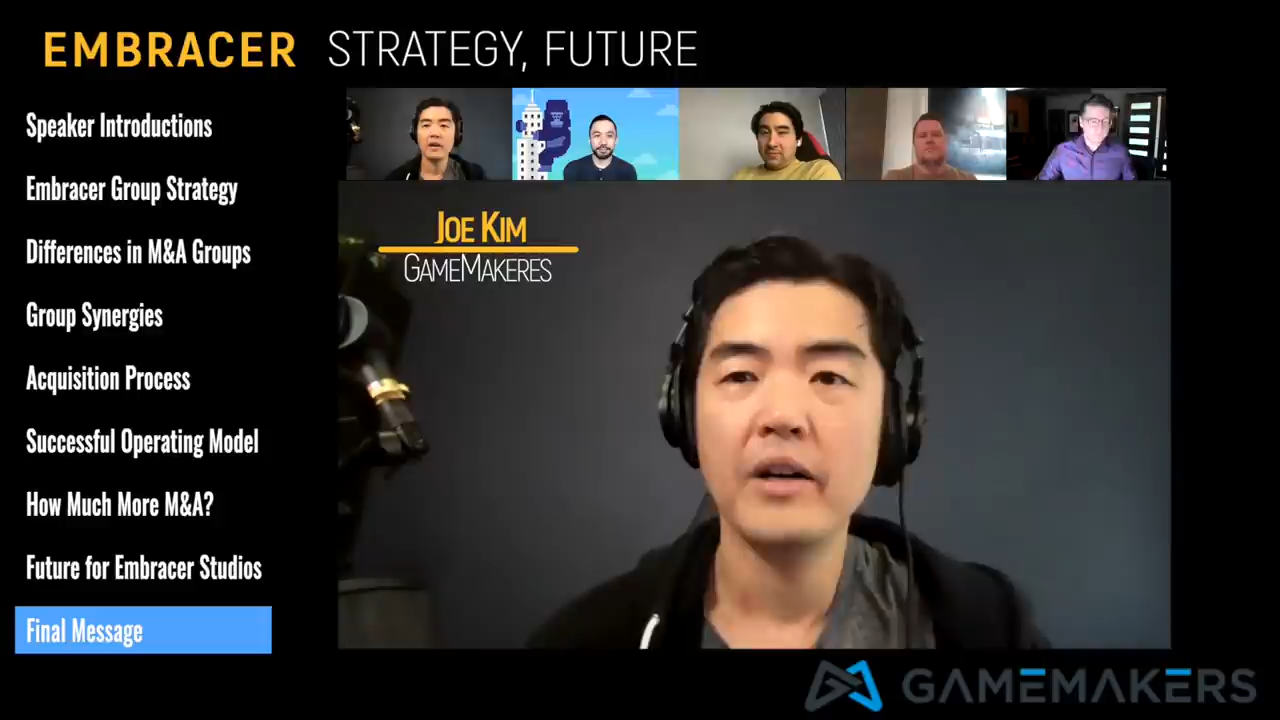 EMBRACER STRATEGY, FUTURE
Speaker Introductions
Embracer Group Strategy
Differences in M&A Groups
Group Synergies
Acquisition Process
Successful Operating Model
How Much More M&A?
Future for Embracer Studios
Final Message
JOE KIM
GAMEMAKERES
GAMEMAKERS